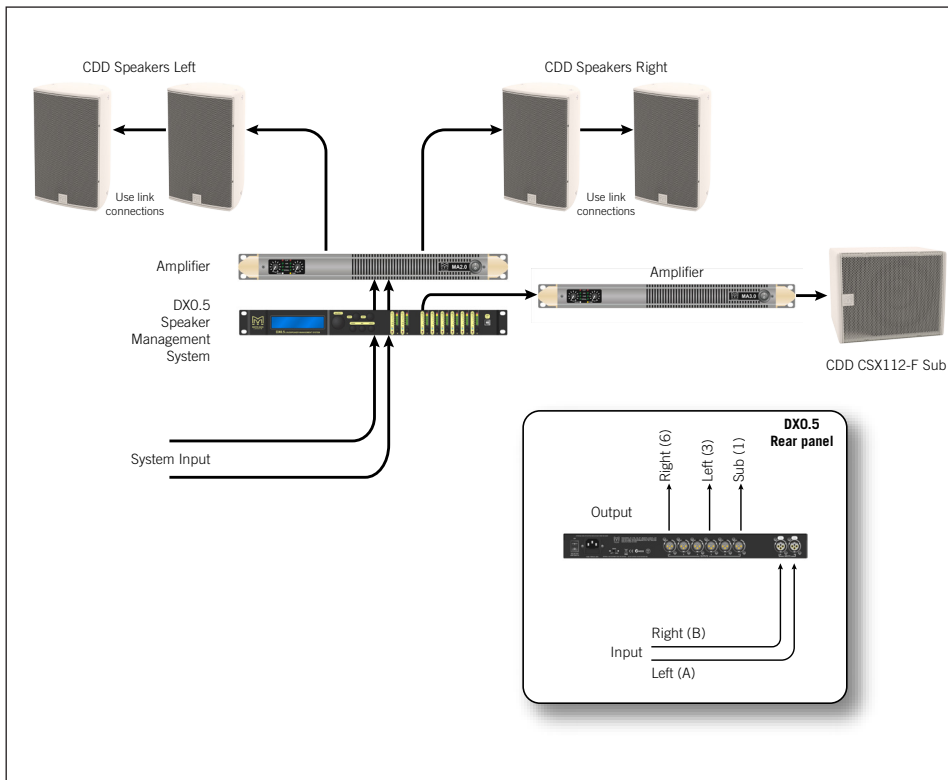 CDD Speakers Left
CDD Speakers Right
Use link
connections
Use link
connections
Amplifier
MA2.0
Amplifier
DX0.5
Speaker
Management
System
CDD CSX112-F Sub
System Input
DX0.5
Rear panel
Right (6)
Left (3)
Sub (1)
Output
Right (B)
Input
Left (A)